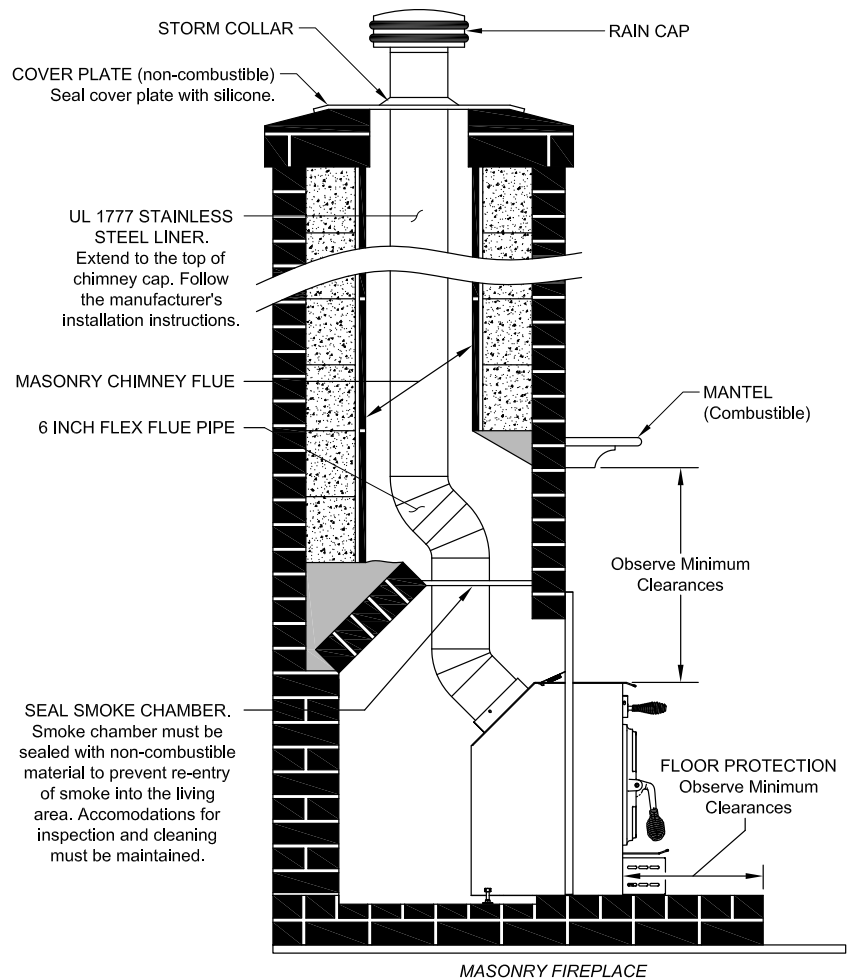 STORM COLLAR
RAIN CAP
COVER PLATE (non-combustible)
Seal cover plate with silicone.
UL 1777 STAINLESS
STEEL LINER.
Extend to the top of
chimney cap. Follow
the manufacturer's
installation instructions.
MASONRY CHIMNEY FLUE
6 INCH FLEX FLUE PIPE
MANTEL
(Combustible)
Observe Minimum
Clearances
SEAL SMOKE CHAMBER.
Smoke chamber must be
sealed with non-combustible
material to prevent re-entry
of smoke into the living
area. Accomodations for
inspection and cleaning
must be maintained.
FLOOR PROTECTION
Observe Minimum
Clearances
MASONRY FIREPLACE